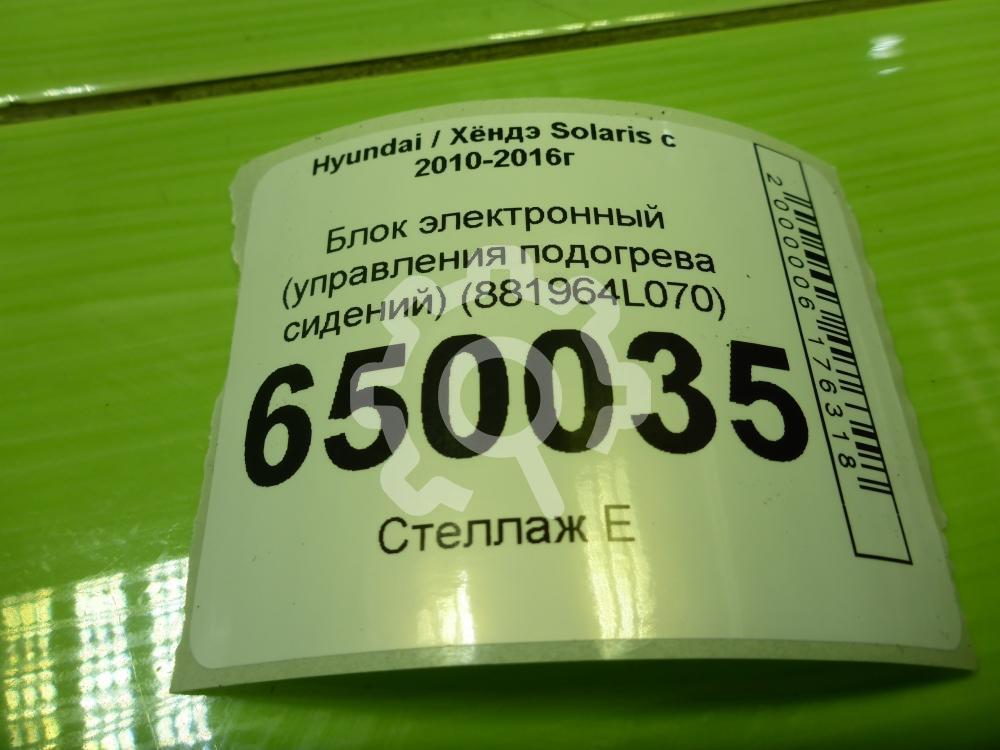 Hyundai / Хёндэ Solaris с
2010-2016г
Блок электронный
(управления подогрева
сидений) (881964L070)
650035
Стеллаж Е
2000006176318